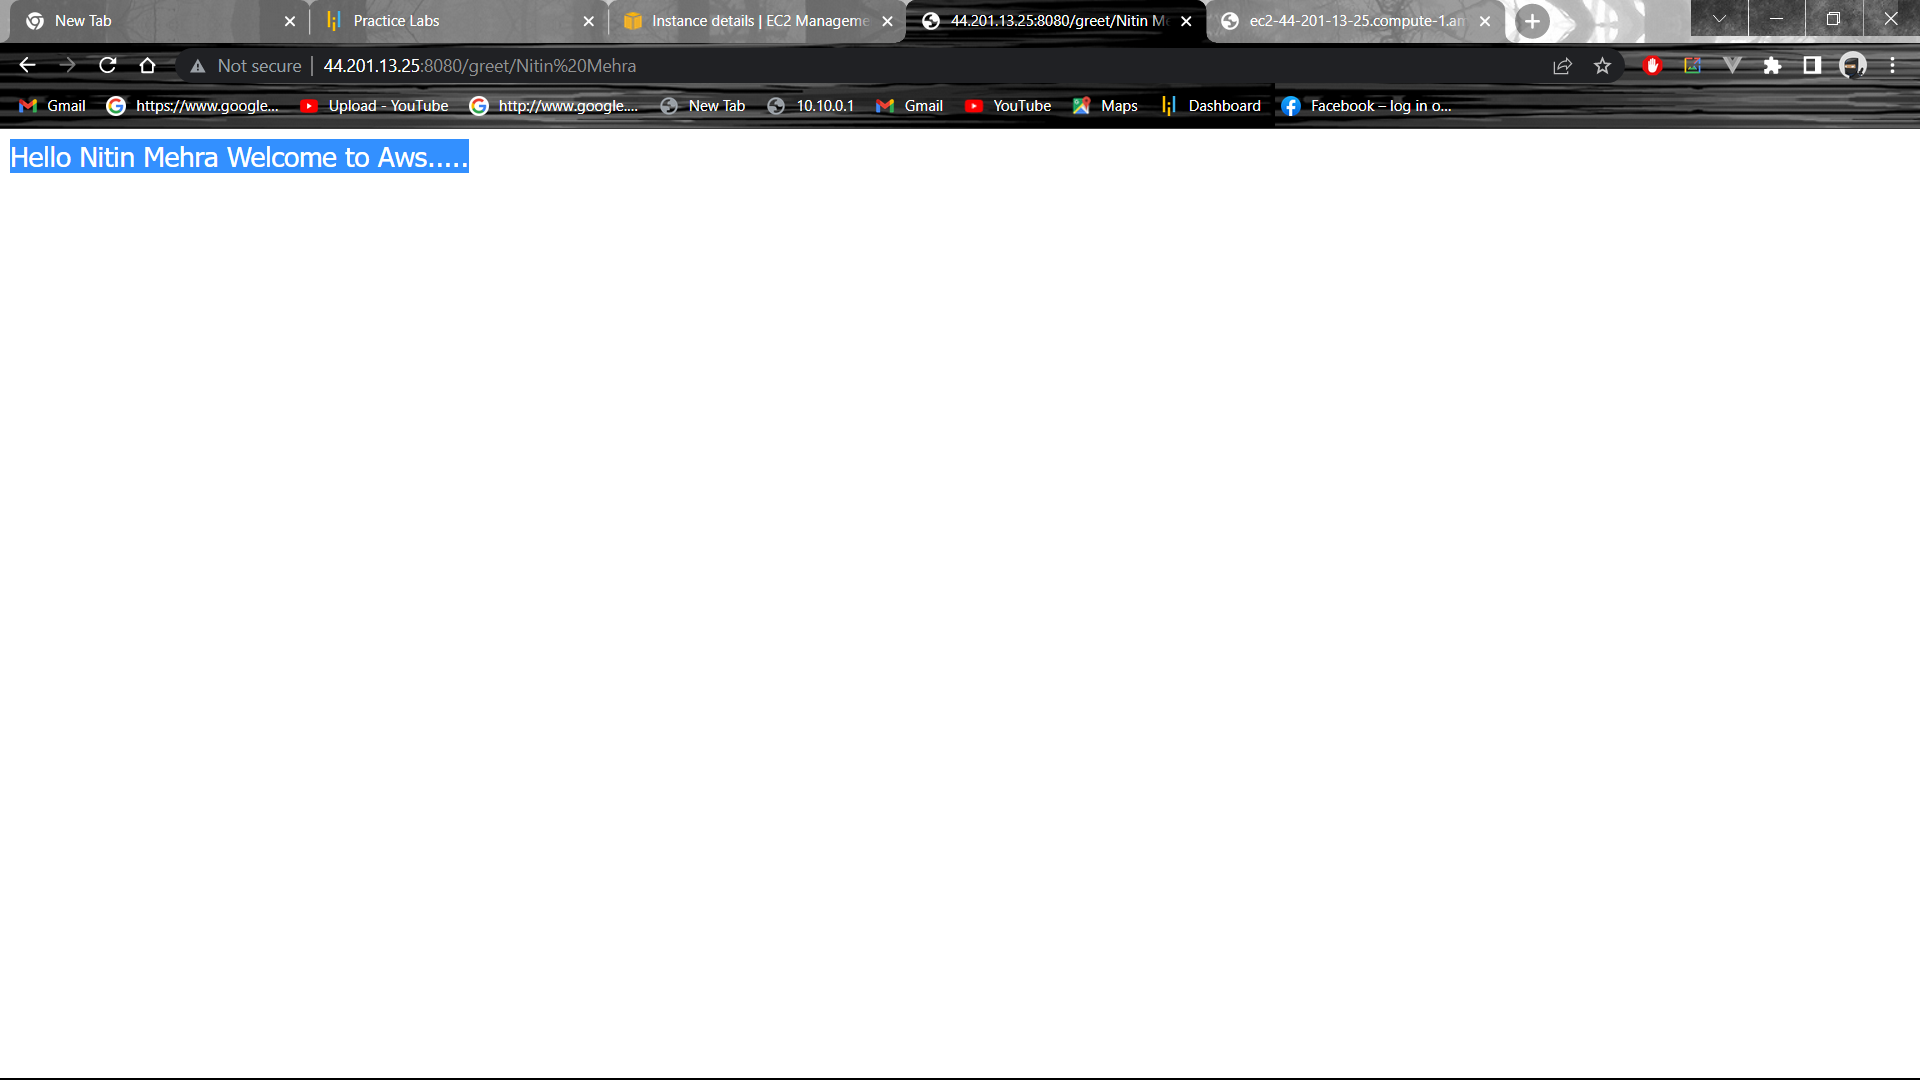 New Tab
Practice Labs
Instance details | EC2 Manageme
44.201.13.25:8080/greet/Nitin M
ec2-44-201-13-25.compute-1.am
Not secure | 44.201.13.25:8080/greet/Nitin%20Mehra
Gmail
https://www.google...
Upload - YouTube
http://www.google....
New Tab
10.10.0.1
Gmail
YouTube
Maps
Dashboard
Facebook – log in o...
Hello Nitin Mehra Welcome to Aws.....